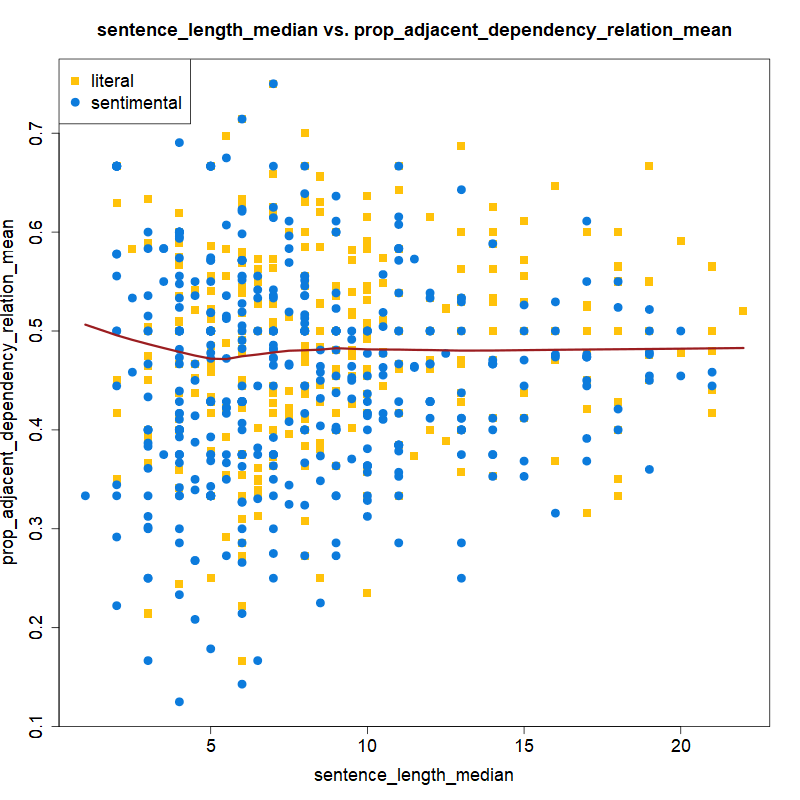 sentence_length_median vs. prop_adjacent_dependency_relation_mean
literal
sentimental
prop_adjacent_dependency_relation_mean
0.7
0.6
0.5
0.4
0.3
0.2
0.1
5 10 15 20
sentence_length_median